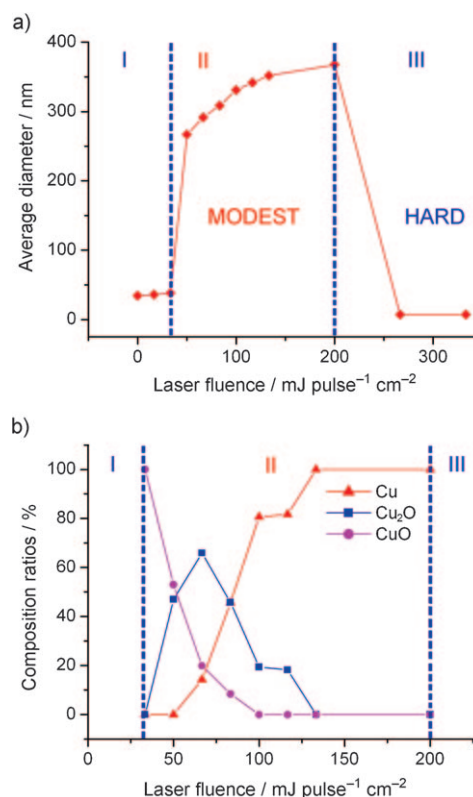 a)
I II III
400
300
200
100
0
Average diameter / nm
MODEST HARD
0 100 200 300
Laser fluence / mJ pulse⁻¹ cm⁻²
b)
I II III
100
80
60
40
20
0
Composition ratios / %
Cu
Cu₂O
CuO
0 50 100 150 200
Laser fluence / mJ pulse⁻¹ cm⁻²